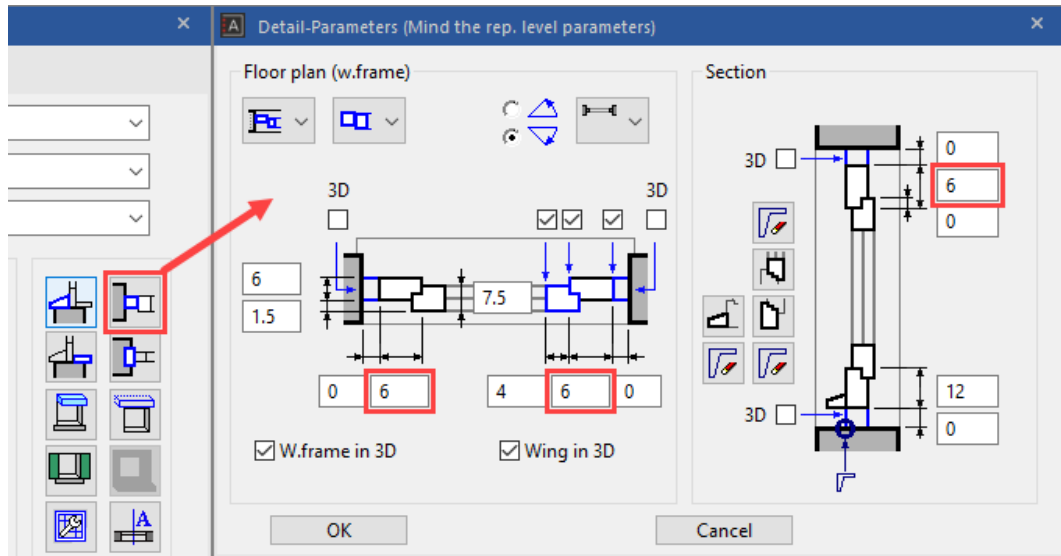 Detail-Parameters (Mind the rep. level parameters)
Floor plan (w.frame)
Section
3D
3D
6
1.5
7.5
0
6
4
6
0
W.frame in 3D
Wing in 3D
3D
0
6
0
3D
12
0
A
OK
Cancel